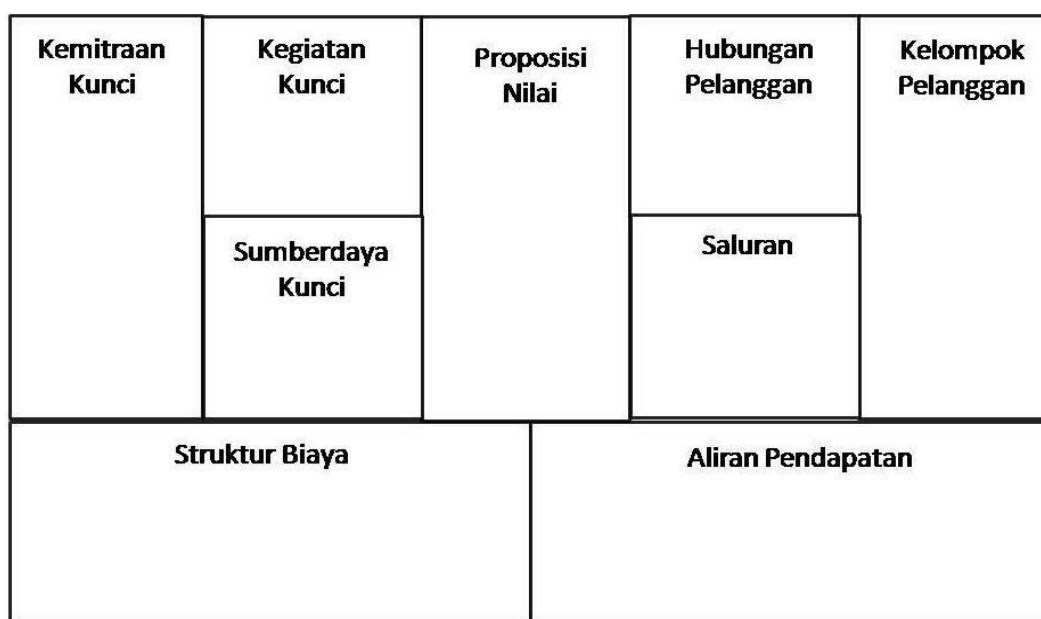 Kemitraan
Kunci
Kegiatan
Kunci
Proposisi
Nilai
Hubungan
Pelanggan
Kelompok
Pelanggan
Sumberdaya
Kunci
Saluran
Struktur Biaya
Aliran Pendapatan